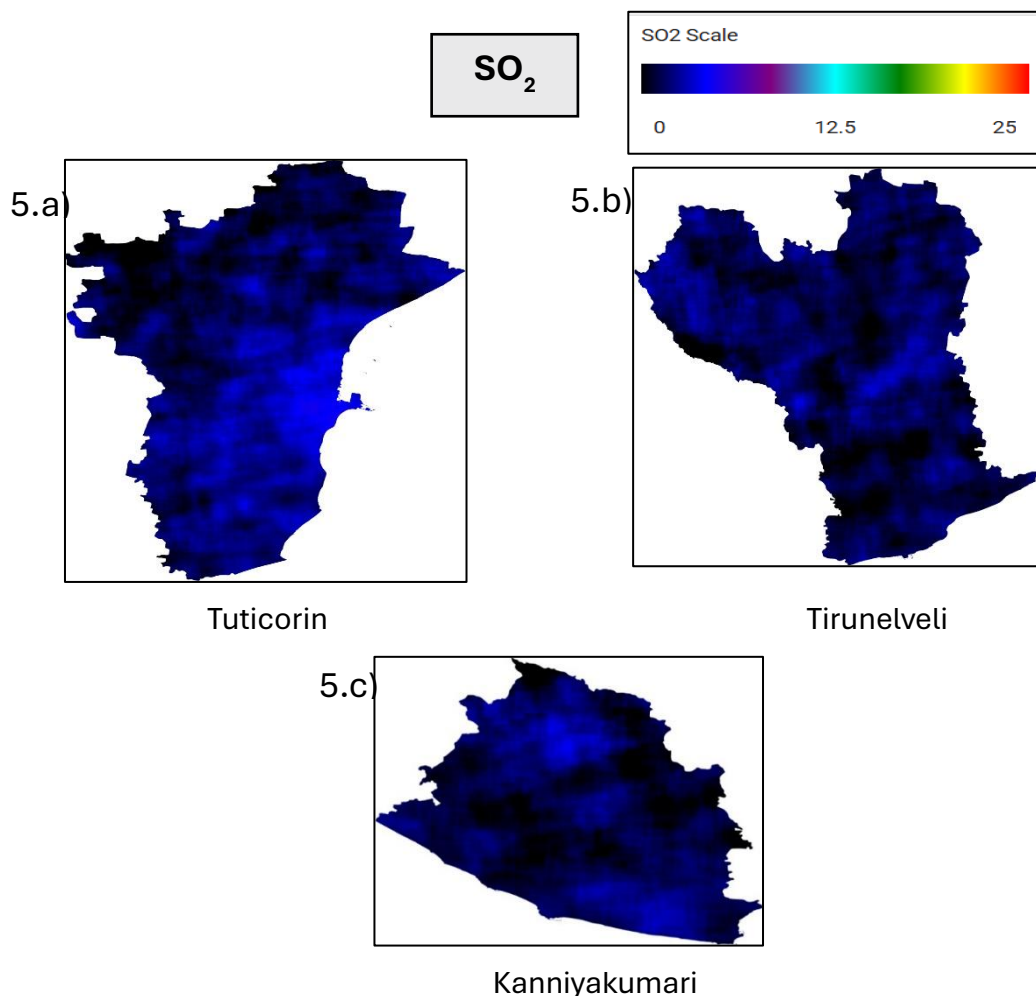 SO₂
SO2 Scale
0 12.5 25
5.a)
5.b)
Tuticorin
Tirunelveli
5.c)
Kanniyakumari